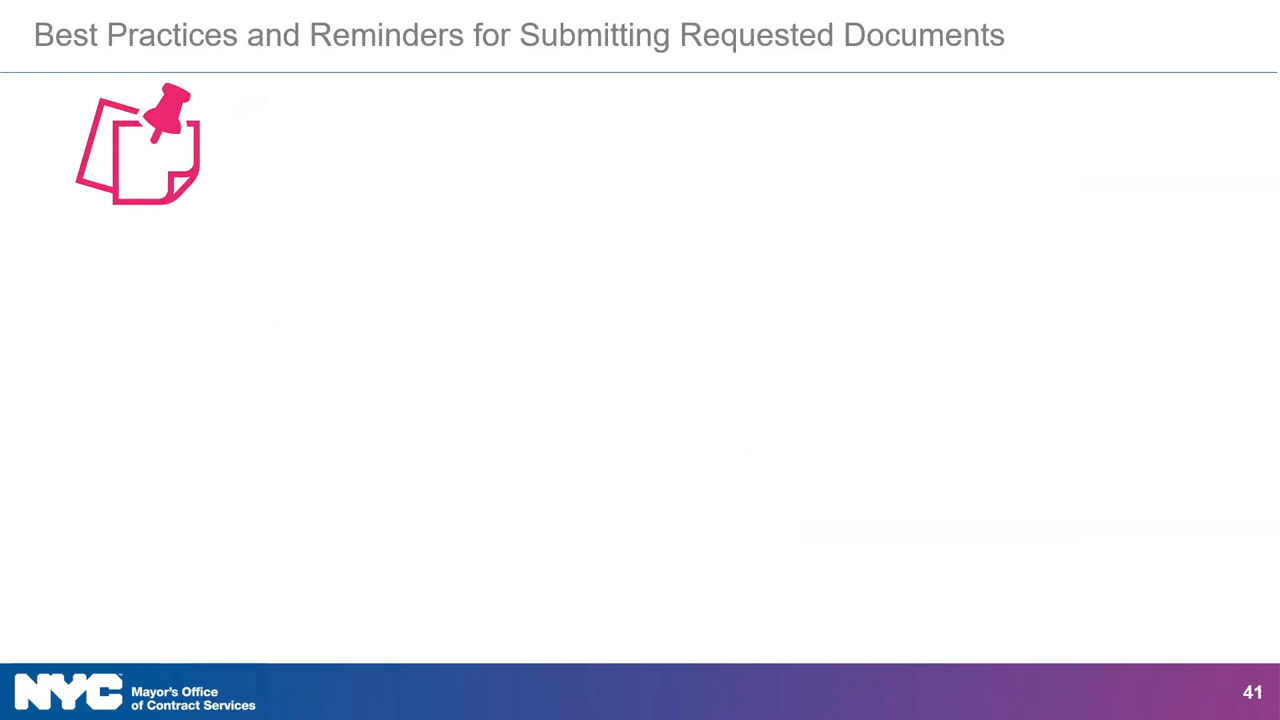 Best Practices and Reminders for Submitting Requested Documents
NYC
Mayor's Office
of Contract Services
41